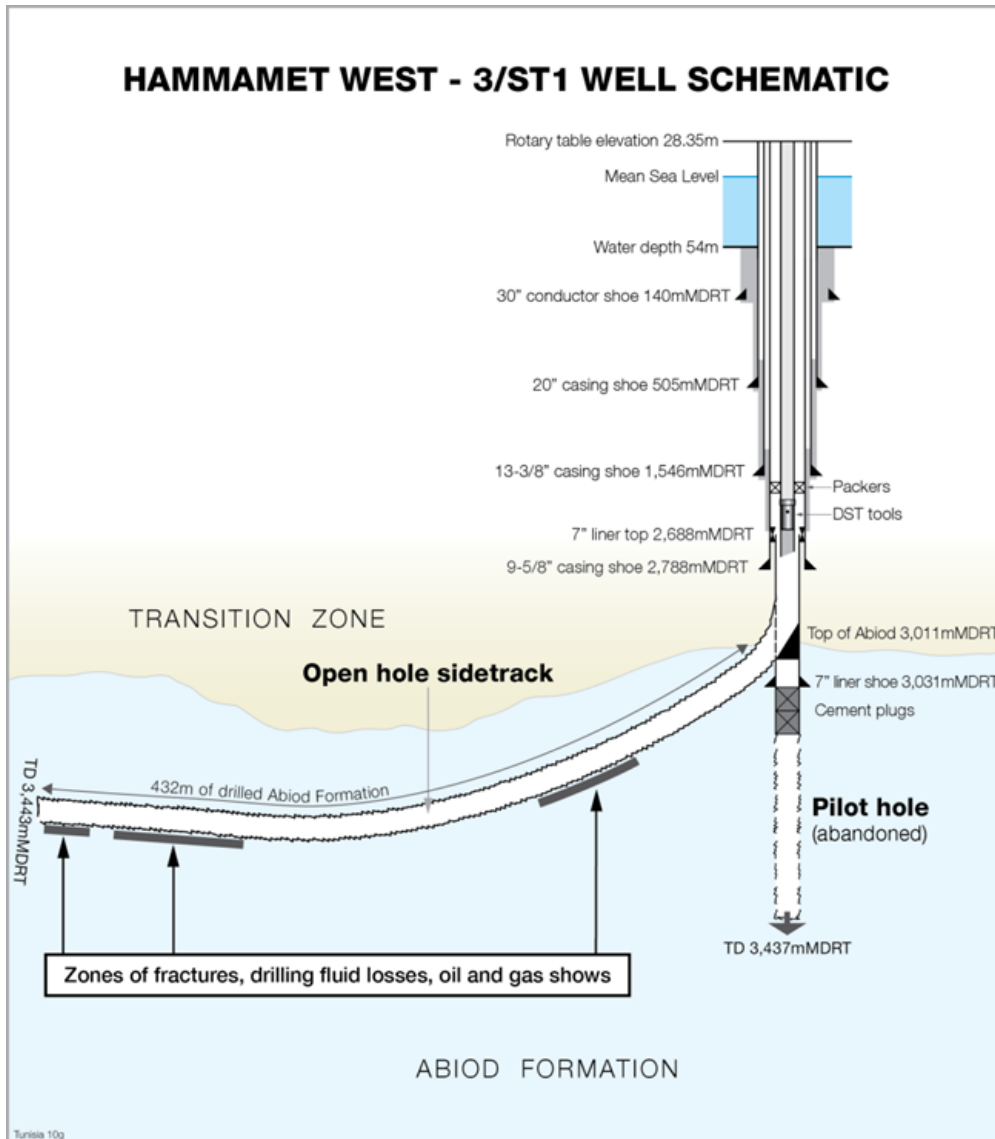 HAMMAMET WEST - 3/ST1 WELL SCHEMATIC
Rotary table elevation 28.35m
Mean Sea Level
Water depth 54m
30" conductor shoe 140mMDRT
20" casing shoe 505mMDRT
13-3/8" casing shoe 1,546mMDRT
Packers
DST tools
7" liner top 2,688mMDRT
9-5/8" casing shoe 2,788mMDRT
TRANSITION ZONE
Top of Abiod 3,011mMDRT
Open hole sidetrack
7" liner shoe 3,031mMDRT
Cement plugs
432m of drilled Abiod Formation
TD 3,443mMDRT
Pilot hole
(abandoned)
TD 3,437mMDRT
Zones of fractures, drilling fluid losses, oil and gas shows
ABIOD FORMATION
Tunisia 10g